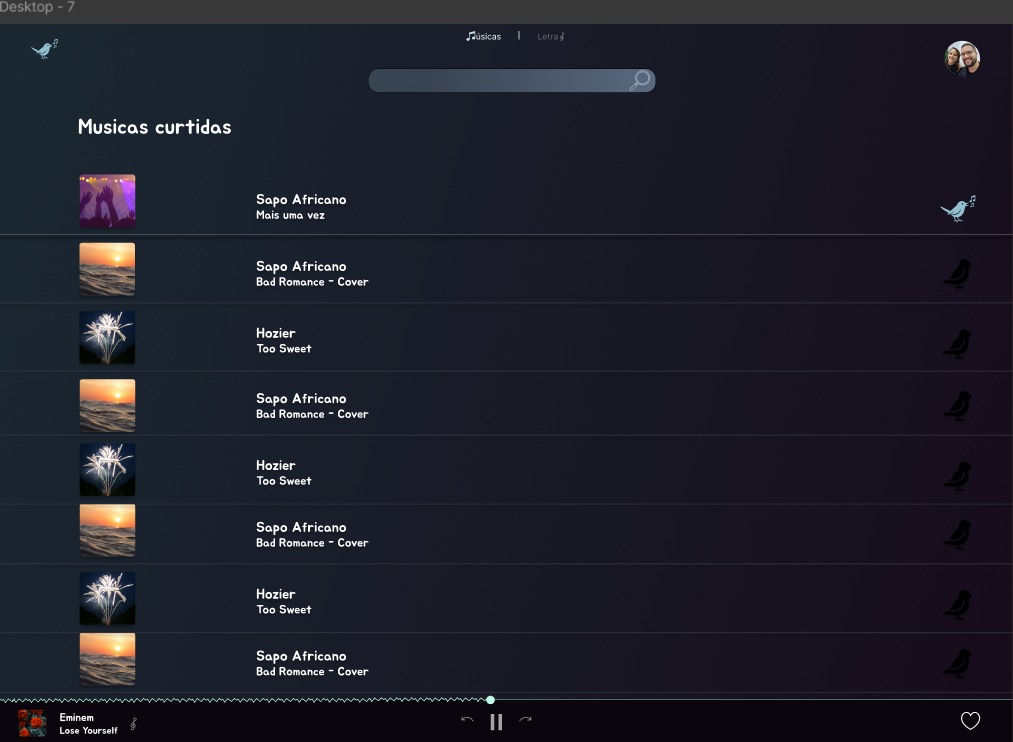 Desktop - 7
Músicas | Letra
Musicas curtidas
Sapo Africano
Mais uma vez
Sapo Africano
Bad Romance - Cover
Hozier
Too Sweet
Sapo Africano
Bad Romance - Cover
Hozier
Too Sweet
Sapo Africano
Bad Romance - Cover
Hozier
Too Sweet
Sapo Africano
Bad Romance - Cover
Eminem
Lose Yourself